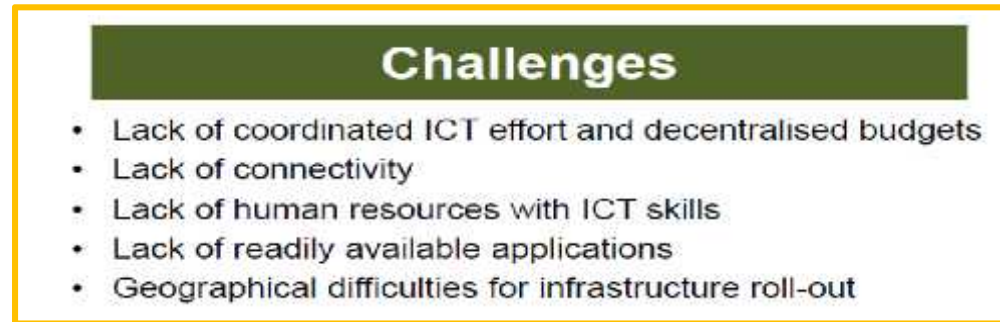 Challenges
• Lack of coordinated ICT effort and decentralised budgets
• Lack of connectivity
• Lack of human resources with ICT skills
• Lack of readily available applications
• Geographical difficulties for infrastructure roll-out